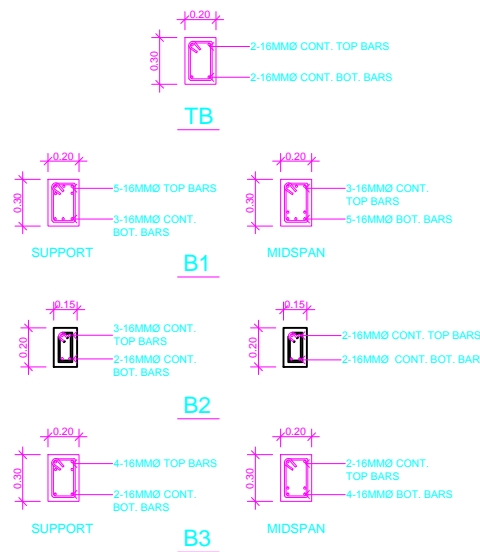 0.20
0.30
2-16MMØ CONT. TOP BARS
2-16MMØ CONT. BOT. BARS
TB
0.20
0.30
5-16MMØ TOP BARS
3-16MMØ CONT.
BOT. BARS
SUPPORT
0.20
0.30
3-16MMØ CONT.
TOP BARS
5-16MMØ BOT. BARS
MIDSPAN
B1
0.15
0.20
3-16MMØ CONT.
TOP BARS
2-16MMØ CONT.
BOT. BARS
0.15
0.20
2-16MMØ CONT. TOP BARS
2-16MMØ CONT. BOT. BAR
B2
0.20
0.30
4-16MMØ TOP BARS
2-16MMØ CONT.
BOT. BARS
SUPPORT
0.20
0.30
2-16MMØ CONT.
TOP BARS
4-16MMØ BOT. BARS
MIDSPAN
B3